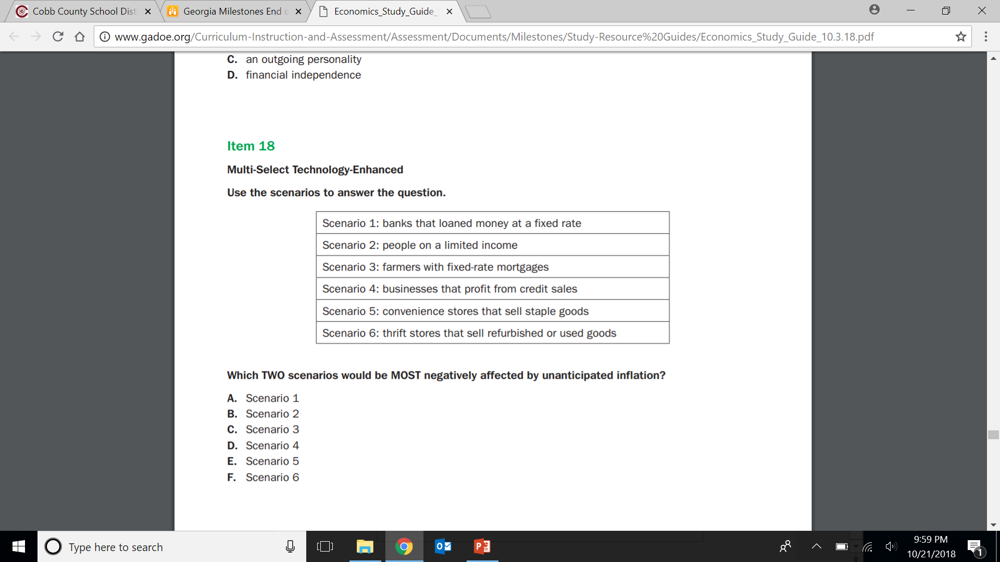 Cobb County School Dist
Georgia Milestones End o
Economics_Study_Guide_
www.gadoe.org/Curriculum-Instruction-and-Assessment/Assessment/Documents/Milestones/Study-Resource%20Guides/Economics_Study_Guide_10.3.18.pdf
C. an outgoing personality
D. financial independence
Item 18
Multi-Select Technology-Enhanced
Use the scenarios to answer the question.
Scenario 1: banks that loaned money at a fixed rate
Scenario 2: people on a limited income
Scenario 3: farmers with fixed-rate mortgages
Scenario 4: businesses that profit from credit sales
Scenario 5: convenience stores that sell staple goods
Scenario 6: thrift stores that sell refurbished or used goods
Which TWO scenarios would be MOST negatively affected by unanticipated inflation?
A. Scenario 1
B. Scenario 2
C. Scenario 3
D. Scenario 4
E. Scenario 5
F. Scenario 6
Type here to search
9:59 PM
10/21/2018
1